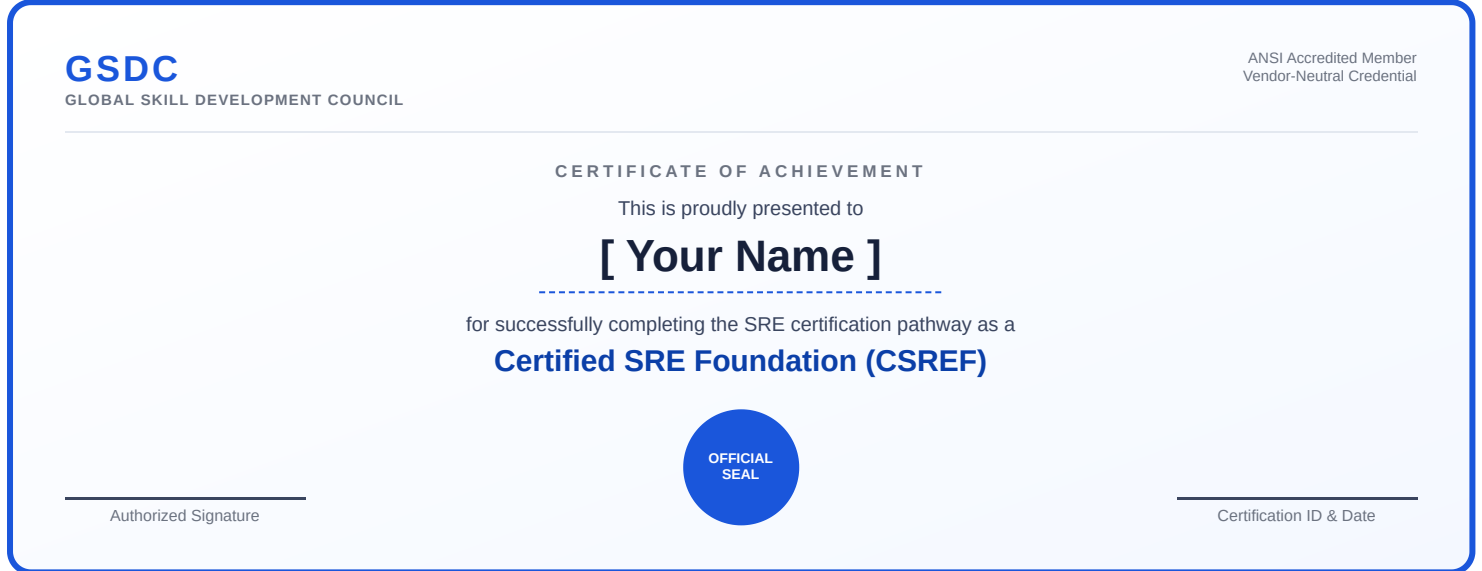 GSDC
GLOBAL SKILL DEVELOPMENT COUNCIL
ANSI Accredited Member
Vendor-Neutral Credential
CERTIFICATE OF ACHIEVEMENT
This is proudly presented to
[ Your Name ]
for successfully completing the SRE certification pathway as a
Certified SRE Foundation (CSREF)
OFFICIAL
SEAL
Authorized Signature
Certification ID & Date